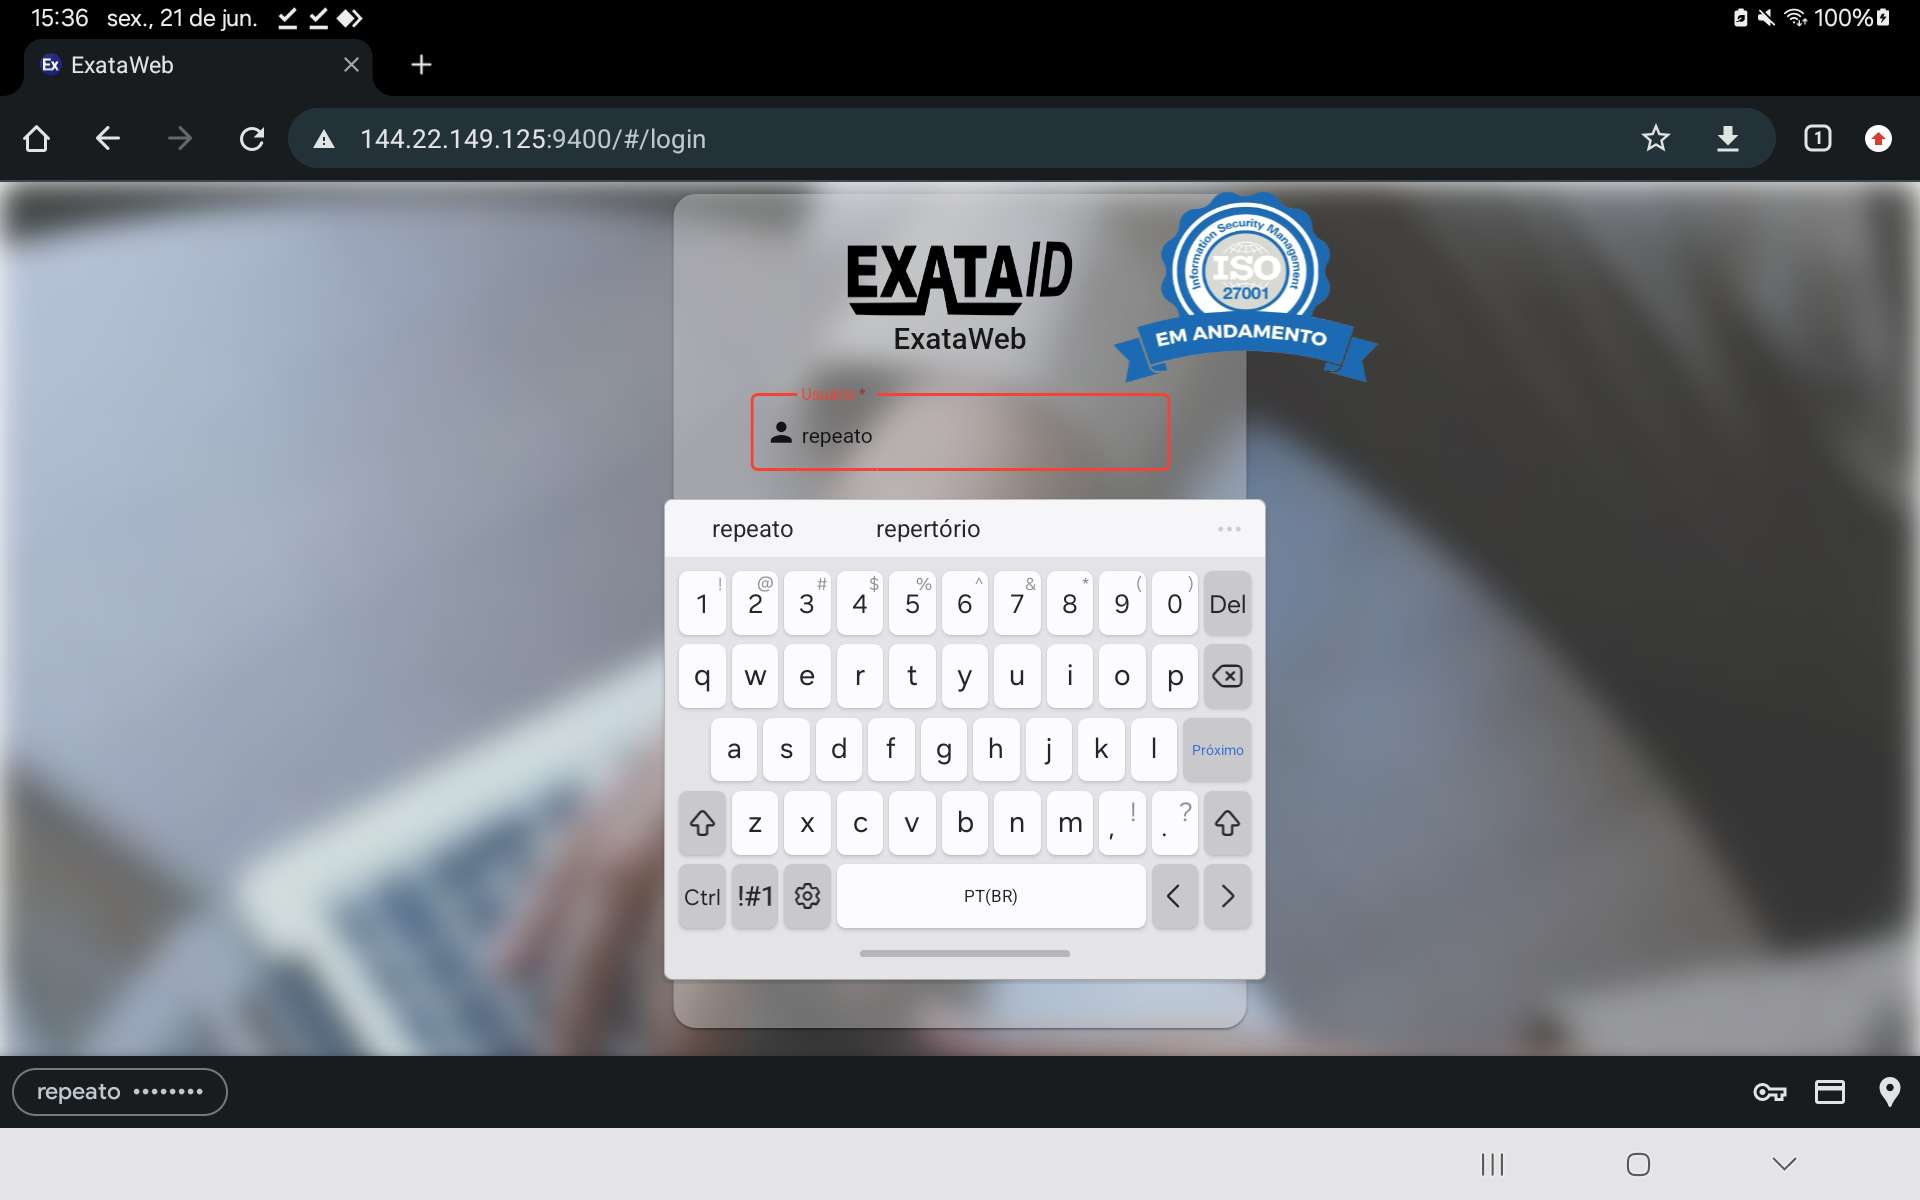 15:36 sex., 21 de jun. 100%
Ex ExataWeb
144.22.149.125:9400/#/login 1
EXATAID
ExataWeb
Information Security Management
ISO
27001
EM ANDAMENTO
Usuário *
repeato
repeato repertório ...
1 ! 2 @ 3 # 4 $ 5 % 6 ^ 7 & 8 * 9 ( 0 ) Del
q w e r t y u i o p
a s d f g h j k l Próximo
z x c v b n m , ! . ?
Ctrl !#1 PT(BR) < >
repeato ••••••••